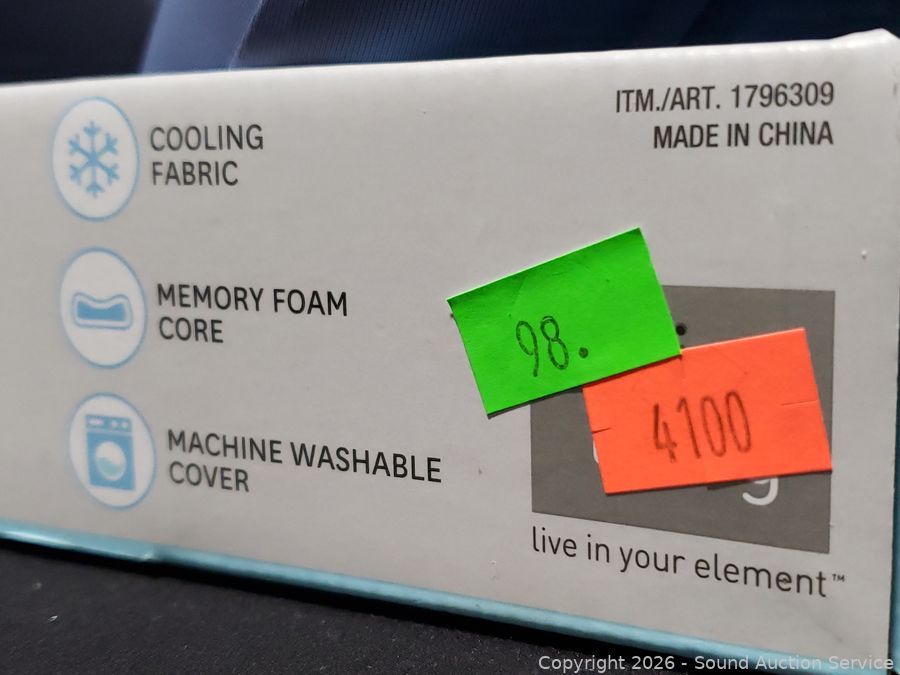 COOLING
FABRIC
ITM./ART. 1796309
MADE IN CHINA
MEMORY FOAM
CORE
98.
4100
MACHINE WASHABLE
COVER
live in your element™
Copyright 2026 - Sound Auction Service